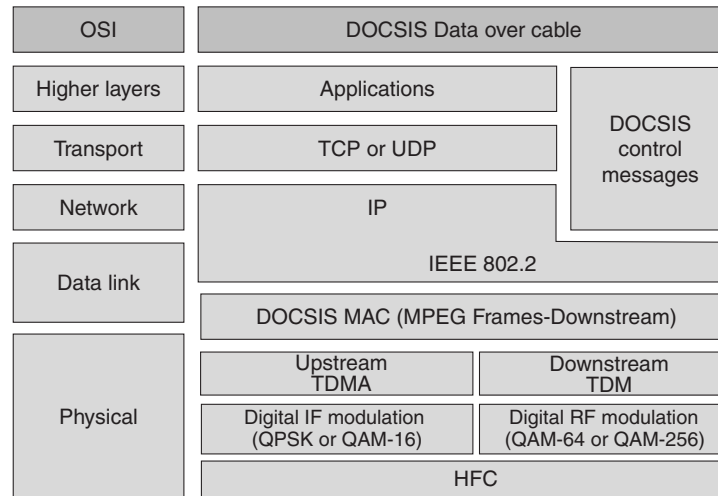 OSI
DOCSIS Data over cable
Higher layers
Applications
DOCSIS
control
messages
Transport
TCP or UDP
Network
IP
Data link
IEEE 802.2
DOCSIS MAC (MPEG Frames-Downstream)
Physical
Upstream
TDMA
Downstream
TDM
Digital IF modulation
(QPSK or QAM-16)
Digital RF modulation
(QAM-64 or QAM-256)
HFC